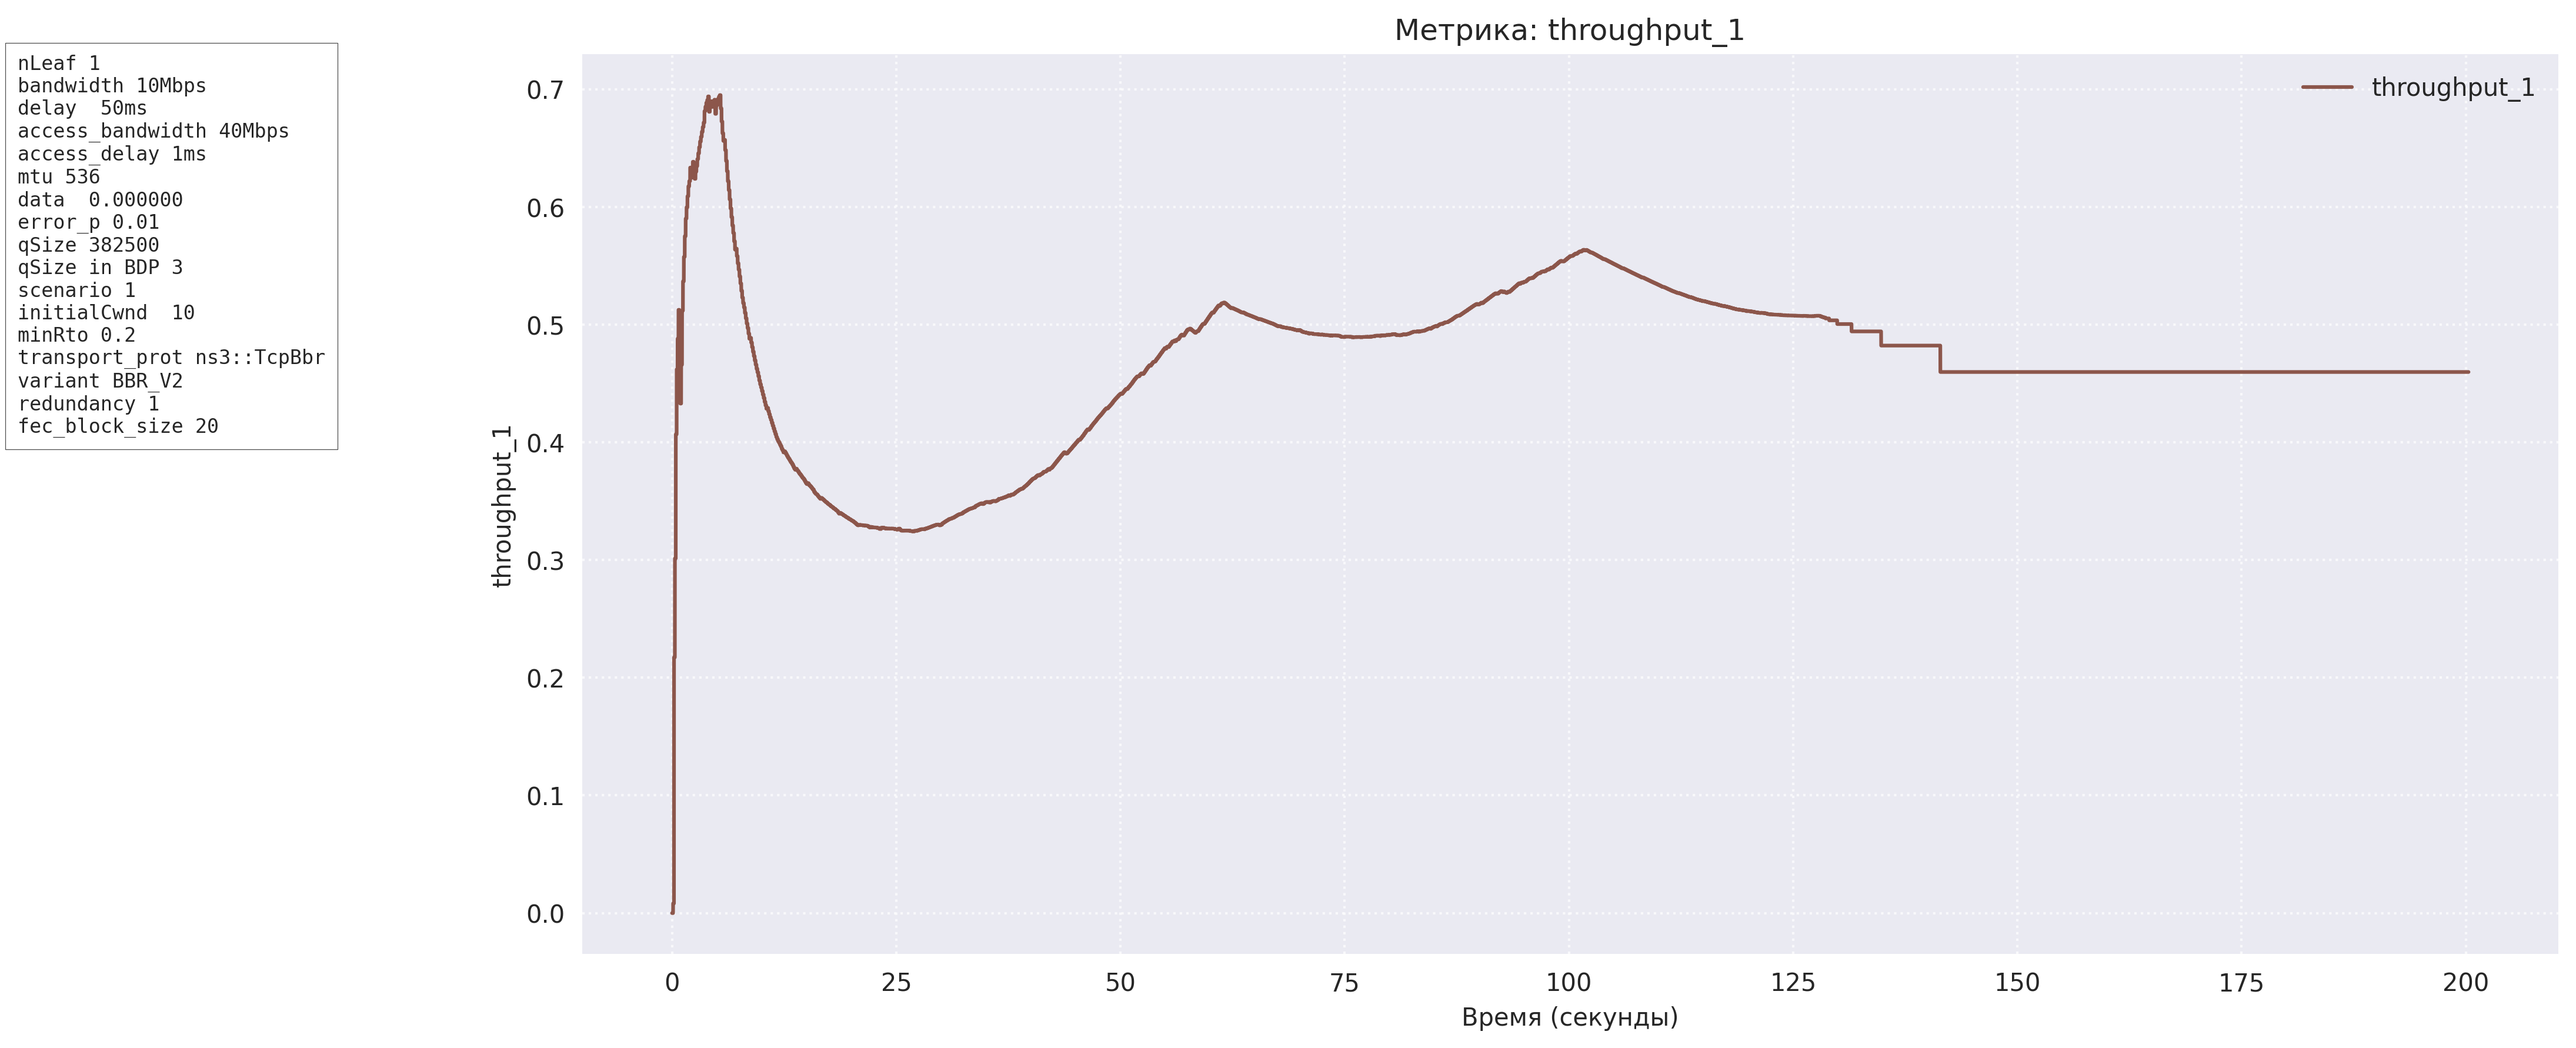 Метрика: throughput_1
nLeaf 1
bandwidth 10Mbps
delay  50ms
access_bandwidth 40Mbps
access_delay 1ms
mtu 536
data  0.000000
error_p 0.01
qSize 382500
qSize in BDP 3
scenario 1
initialCwnd  10
minRto 0.2
transport_prot ns3::TcpBbr
variant BBR_V2
redundancy 1
fec_block_size 20
throughput_1
throughput_1
0.7
0.6
0.5
0.4
0.3
0.2
0.1
0.0
0 25 50 75 100 125 150 175 200
Время (секунды)